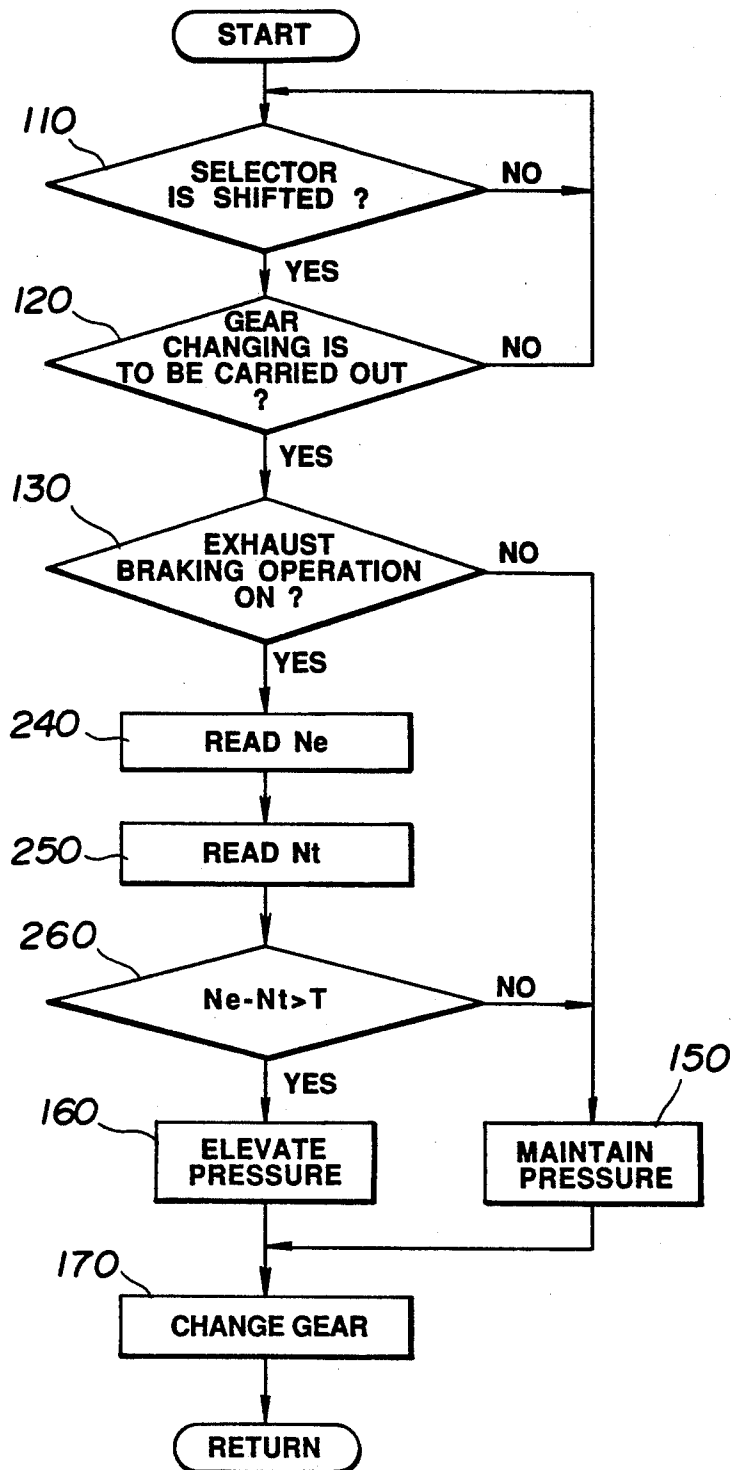 START
110
SELECTOR
IS SHIFTED ?
NO
YES
120
GEAR
CHANGING IS
TO BE CARRIED OUT
?
NO
YES
130
EXHAUST
BRAKING OPERATION
ON ?
NO
YES
240
READ Ne
250
READ Nt
260
Ne-Nt>T
NO
YES
150
160
ELEVATE
PRESSURE
MAINTAIN
PRESSURE
170
CHANGE GEAR
RETURN